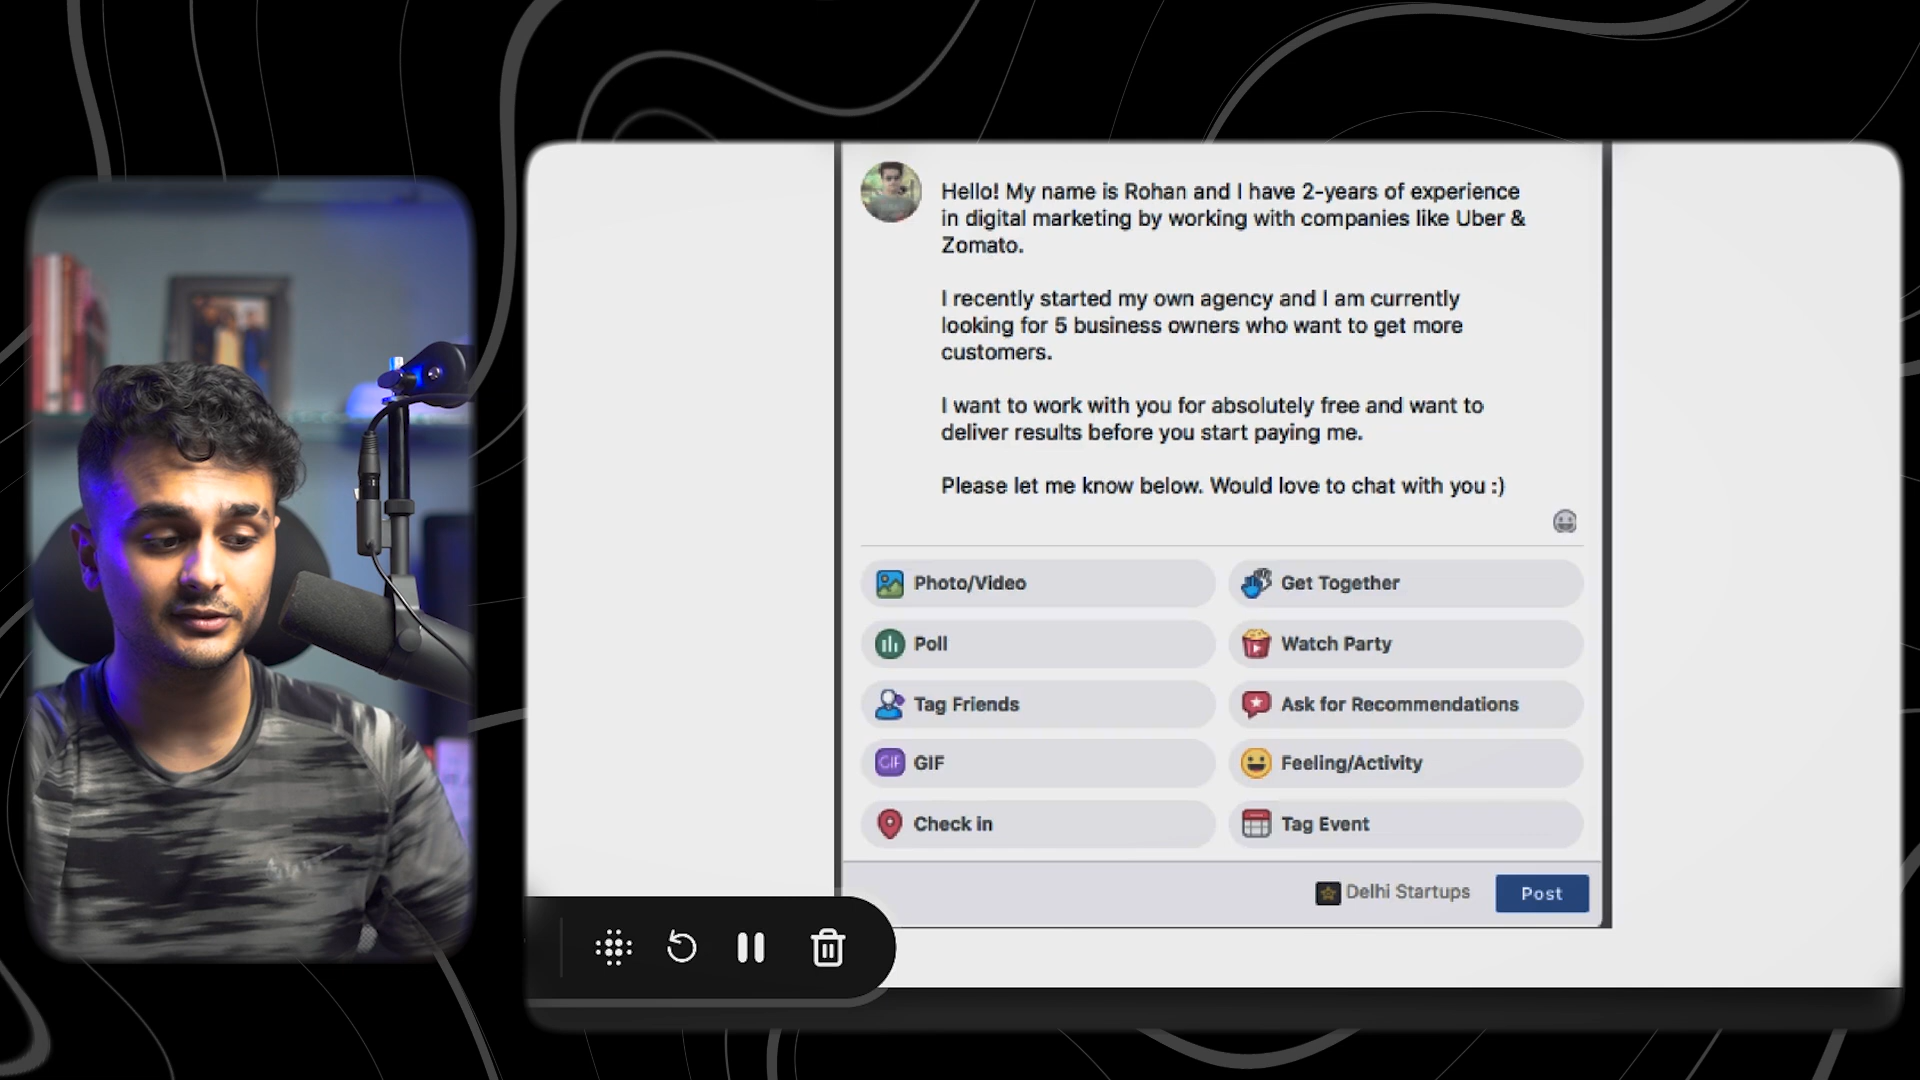 Hello! My name is Rohan and I have 2-years of experience
in digital marketing by working with companies like Uber &
Zomato.
I recently started my own agency and I am currently
looking for 5 business owners who want to get more
customers.
I want to work with you for absolutely free and want to
deliver results before you start paying me.
Please let me know below. Would love to chat with you :)
Photo/Video
Get Together
Poll
Watch Party
Tag Friends
Ask for Recommendations
GIF
GIF
Feeling/Activity
Check in
Tag Event
Delhi Startups
Post